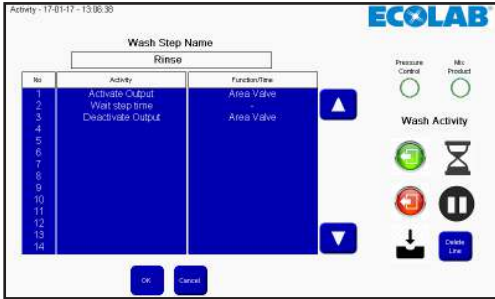 Activity - 17-01-17 - 13:06:38
ECOLAB
Wash Step Name
Rinse
No Activity Function/Time
1 Activate Output Area Valve
2 Wait step time -
3 Deactivate Output Area Valve
4
5
6
7
8
9
10
11
12
13
14
OK Cancel
Pressure Control
Mic Product
Wash Activity
Delete Line